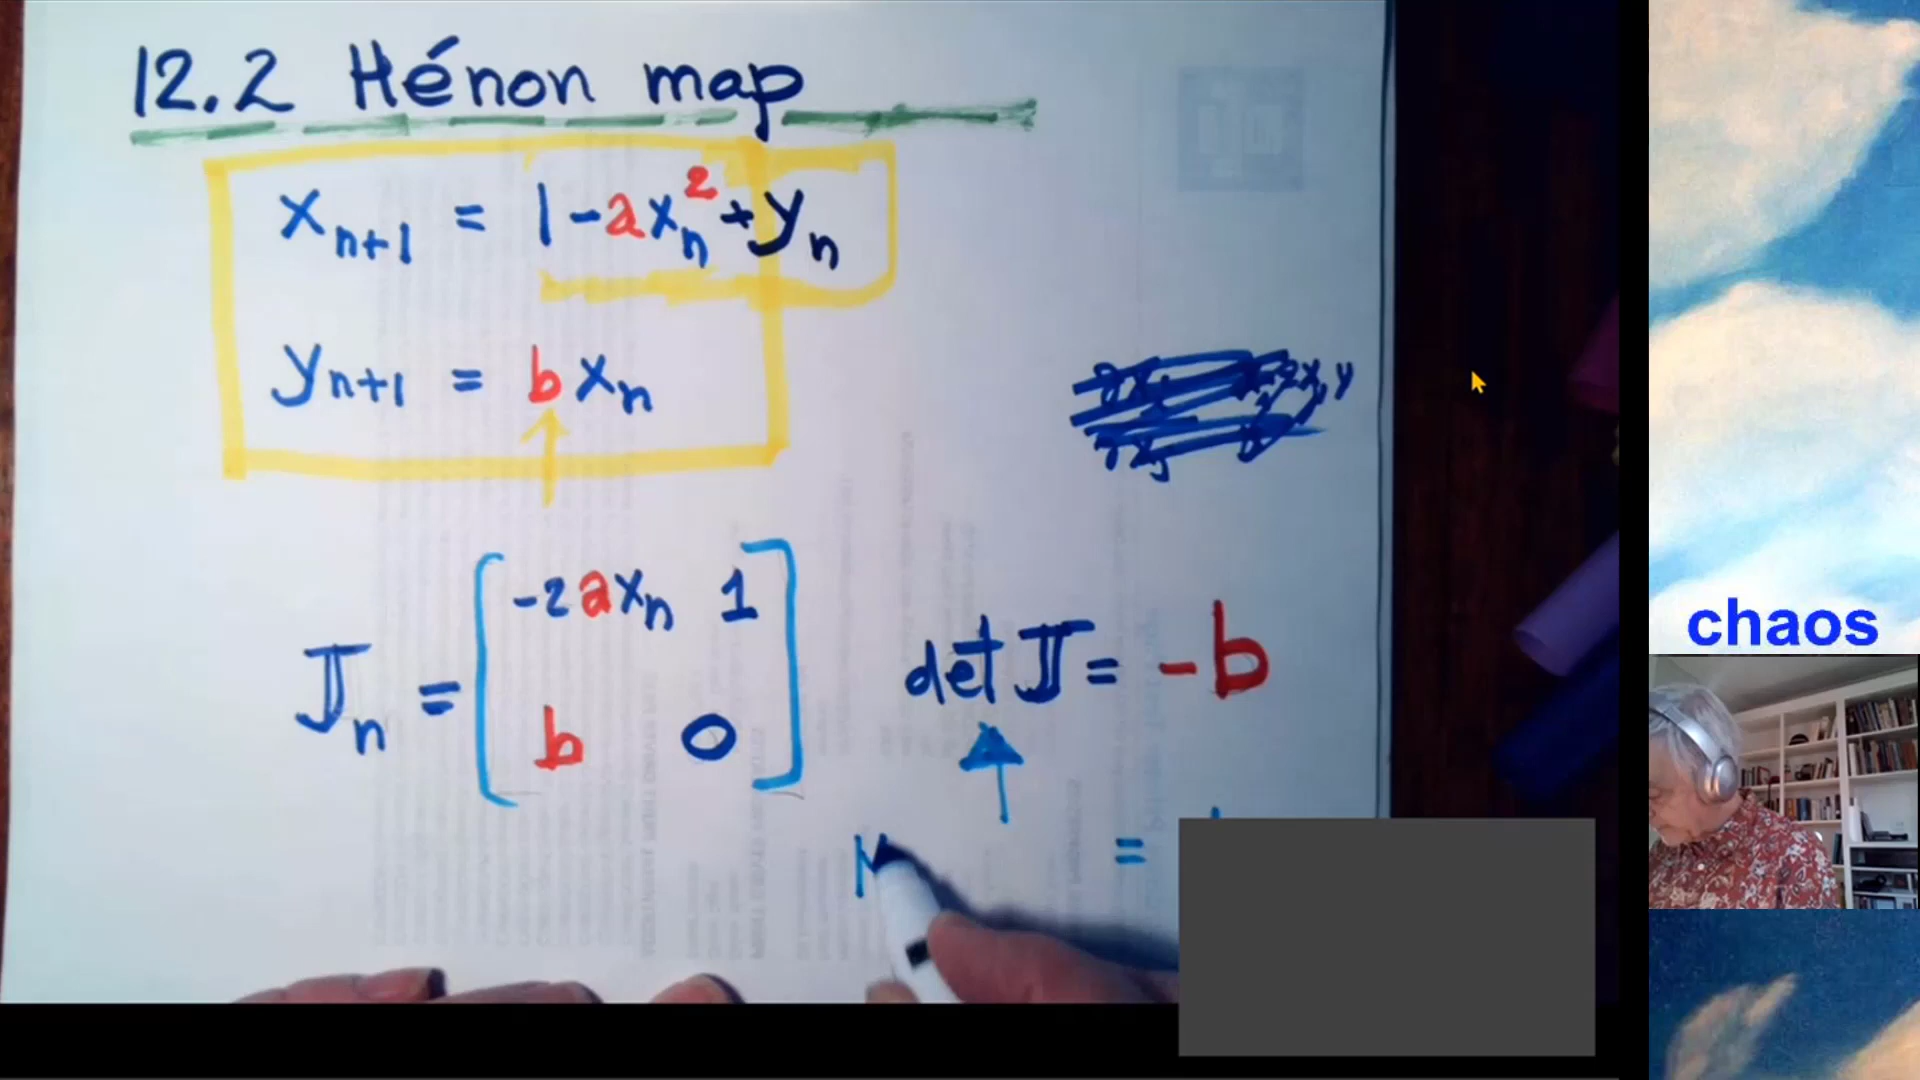 12.2 Hénon map
xₙ₊₁ = 1-axₙ²+yₙ
yₙ₊₁ = bxₙ
Jₙ = [-2axₙ 1
b 0]
det J = -b
=
chaos